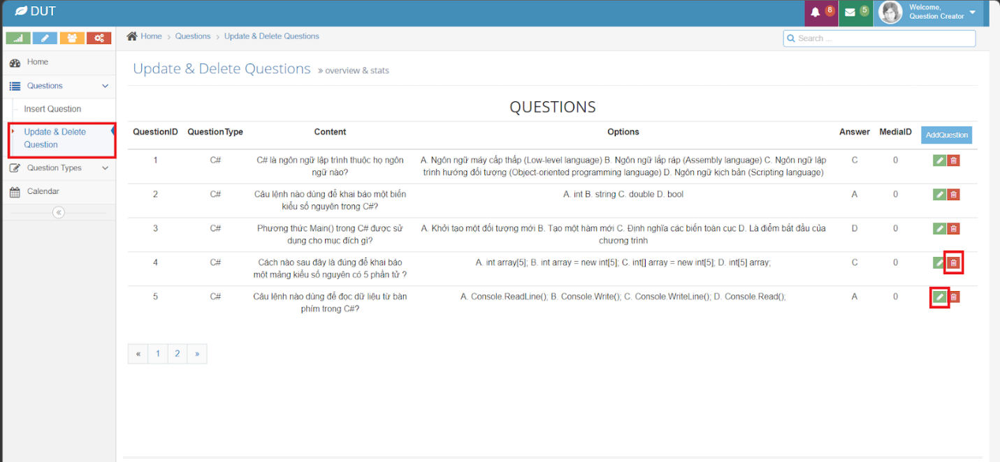 DUT
8
5
Welcome,
Question Creator
Home > Questions > Update & Delete Questions
Search ...
Home
Questions
Insert Question
Update & Delete
Question
Question Types
Calendar
Update & Delete Questions » overview & stats
QUESTIONS
QuestionID QuestionType Content Options Answer MediaID AddQuestion
1 C# C# là ngôn ngữ lập trình thuộc họ ngôn A. Ngôn ngữ máy cấp thấp (Low-level language) B. Ngôn ngữ lắp ráp (Assembly language) C. Ngôn ngữ lập C 0
ngữ nào? trình hướng đối tượng (Object-oriented programming language) D. Ngôn ngữ kịch bản (Scripting language)
2 C# Câu lệnh nào dùng để khai báo một biến A. int B. string C. double D. bool A 0
kiểu số nguyên trong C#?
3 C# Phương thức Main() trong C# được sử A. Khởi tạo một đối tượng mới B. Tạo một hàm mới C. Định nghĩa các biến toàn cục D. Là điểm bắt đầu của D 0
dụng cho mục đích gì? chương trình
4 C# Cách nào sau đây là đúng để khai báo A. int array[5]; B. int array = new int[5]; C. int[] array = new int[5]; D. int[5] array; C 0
một mảng kiểu số nguyên có 5 phần tử ?
5 C# Câu lệnh nào dùng để đọc dữ liệu từ bàn A. Console.ReadLine(); B. Console.Write(); C. Console.WriteLine(); D. Console.Read(); A 0
phím trong C#?
« 1 2 »